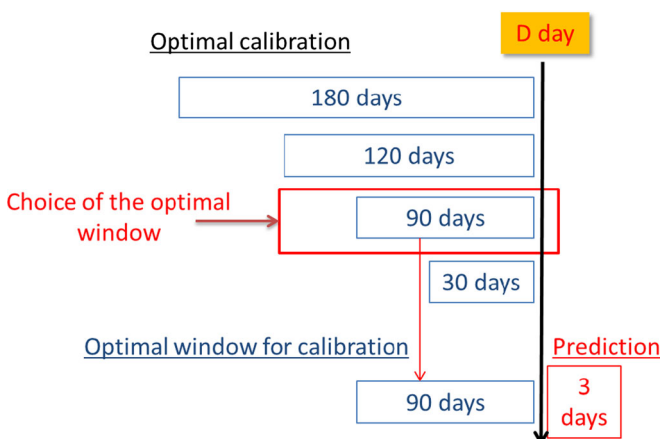 Optimal calibration
D day
180 days
120 days
Choice of the optimal
window
90 days
30 days
Optimal window for calibration
Prediction
90 days
3
days